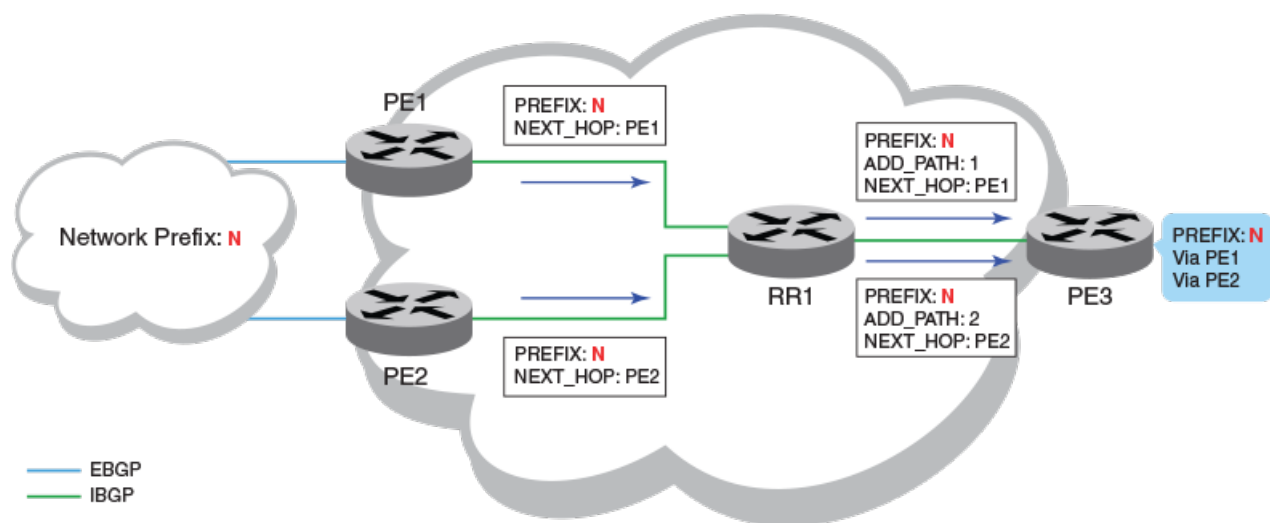 PE1
PREFIX: N
NEXT_HOP: PE1
Network Prefix: N
PE2
PREFIX: N
NEXT_HOP: PE2
RR1
PREFIX: N
ADD_PATH: 1
NEXT_HOP: PE1
PREFIX: N
ADD_PATH: 2
NEXT_HOP: PE2
PE3
PREFIX: N
Via PE1
Via PE2
EBGP
IBGP